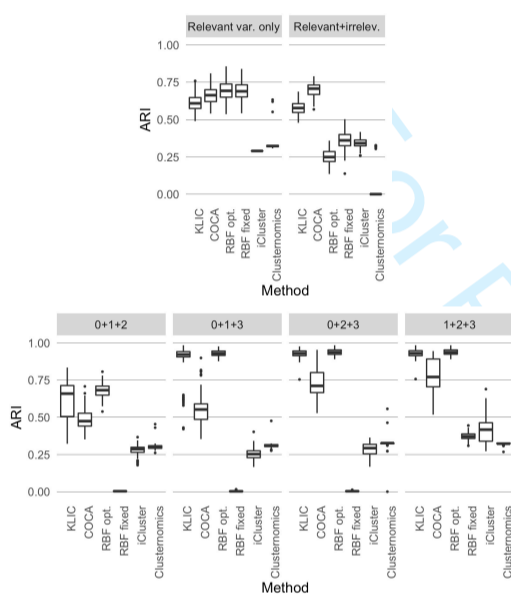 Relevant var. only
Relevant+irrelev.
ARI
1.00
0.75
0.50
0.25
0.00
KLIC
COCA
RBF opt.
RBF fixed
iCluster
Clusternomics
KLIC
COCA
RBF opt.
RBF fixed
iCluster
Clusternomics
Method
0+1+2
0+1+3
0+2+3
1+2+3
ARI
1.00
0.75
0.50
0.25
0.00
KLIC
COCA
RBF opt.
RBF fixed
iCluster
Clusternomics
KLIC
COCA
RBF opt.
RBF fixed
iCluster
Clusternomics
KLIC
COCA
RBF opt.
RBF fixed
iCluster
Clusternomics
KLIC
COCA
RBF opt.
RBF fixed
iCluster
Clusternomics
Method
For